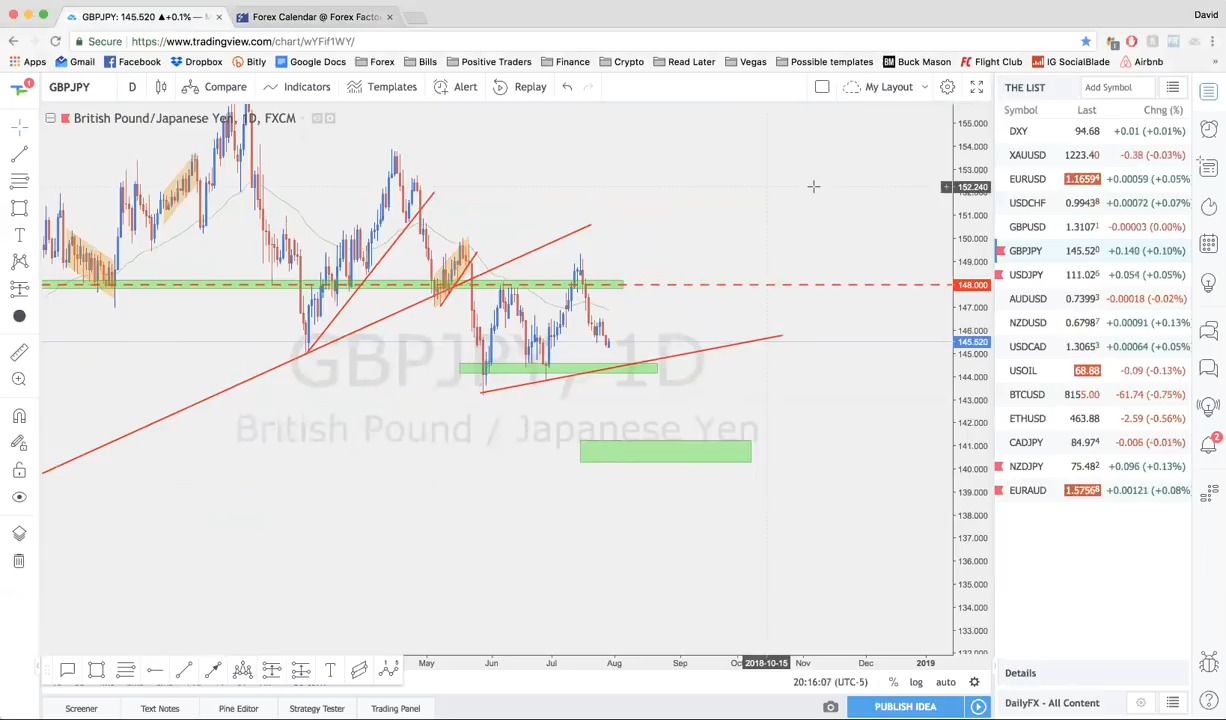 GBPJPY: 145.520 ▲+0.1% —
Forex Calendar @ Forex Facto
David
Secure
https://www.tradingview.com/chart/wYFif1WY/
Apps Gmail Facebook Dropbox Bitly Google Docs Forex Bills Positive Traders Finance Crypto Read Later Vegas Possible templates Buck Mason Flight Club IG SocialBlade Airbnb
GBPJPY D Compare Indicators Templates Alert Replay My Layout
THE LIST Add Symbol
Symbol Last Chng (%)
British Pound/Japanese Yen, 1D, FXCM
DXY 94.68 +0.01 (+0.01%)
XAUUSD 1223.40 -0.38 (-0.03%)
EURUSD 1.16594 +0.00059 (+0.05%
USDCHF 0.99438 +0.00072 (+0.07%
GBPUSD 1.31071 -0.00003 (0.00%)
GBPJPY 145.520 +0.140 (+0.10%)
USDJPY 111.026 +0.054 (+0.05%)
AUDUSD 0.73993 -0.00018 (-0.02%)
NZDUSD 0.67987 +0.00091 (+0.13%
USDCAD 1.30653 +0.00064 (+0.05%
USOIL 68.88 -0.09 (-0.13%)
BTCUSD 8155.00 -61.74 (-0.75%)
ETHUSD 463.88 -2.59 (-0.56%)
CADJPY 84.974 -0.006 (-0.01%)
NZDJPY 75.482 +0.096 (+0.13%)
EURAUD 1.57568 +0.00121 (+0.08%
155.000
154.000
153.000
152.240
151.000
150.000
149.000
148.000
147.000
146.000
145.520
145.000
144.000
143.000
142.000
141.000
140.000
139.000
138.000
137.000
136.000
135.000
134.000
133.000
132.000
GBPJPY, 1D
British Pound / Japanese Yen
May Jun Jul Aug Sep 2018-10-15 Nov Dec 2019
20:16:07 (UTC-5) % log auto
Details
DailyFX - All Content
Screener Text Notes Pine Editor Strategy Tester Trading Panel
PUBLISH IDEA
1
2